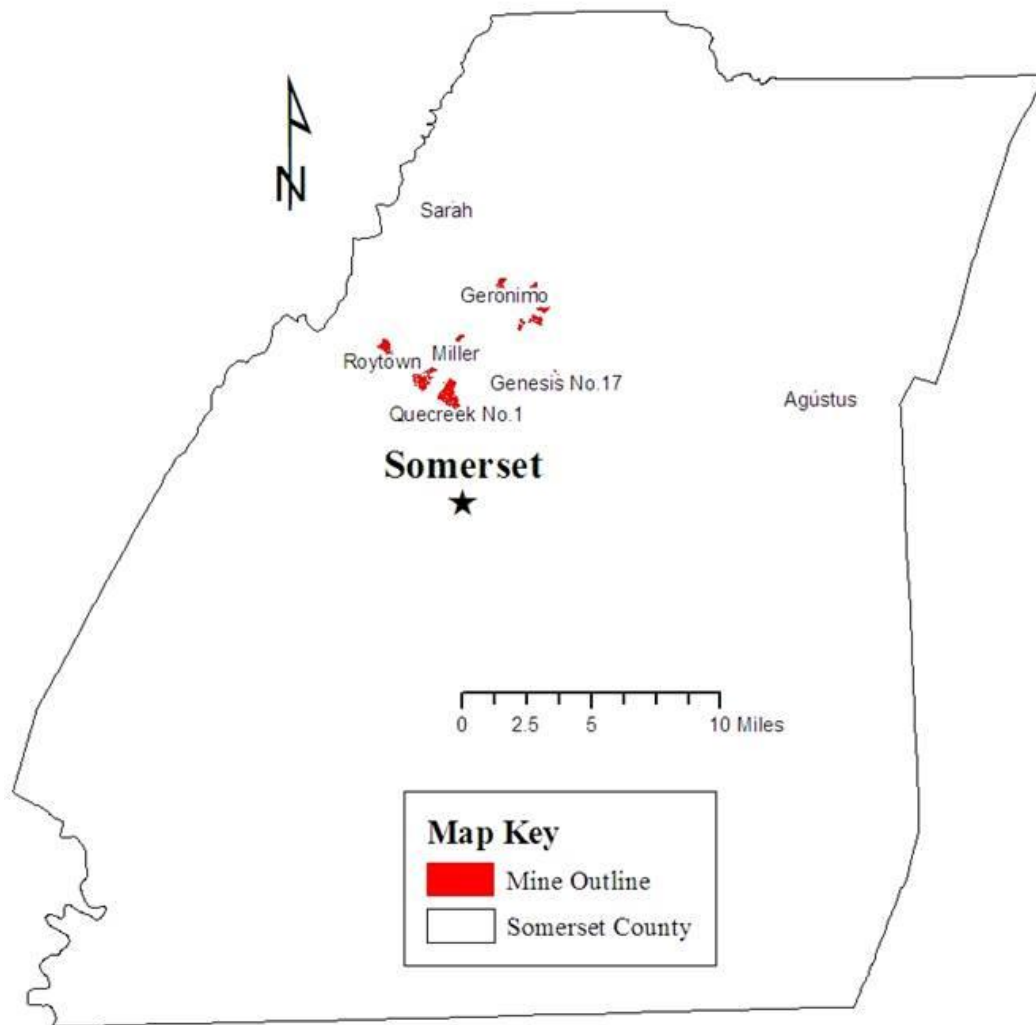 N
Sarah
Geronimo
Miller
Roytown
Genesis No.17
Agustus
Quecreek No.1
Somerset
0 2.5 5 10 Miles
Map Key
Mine Outline
Somerset County